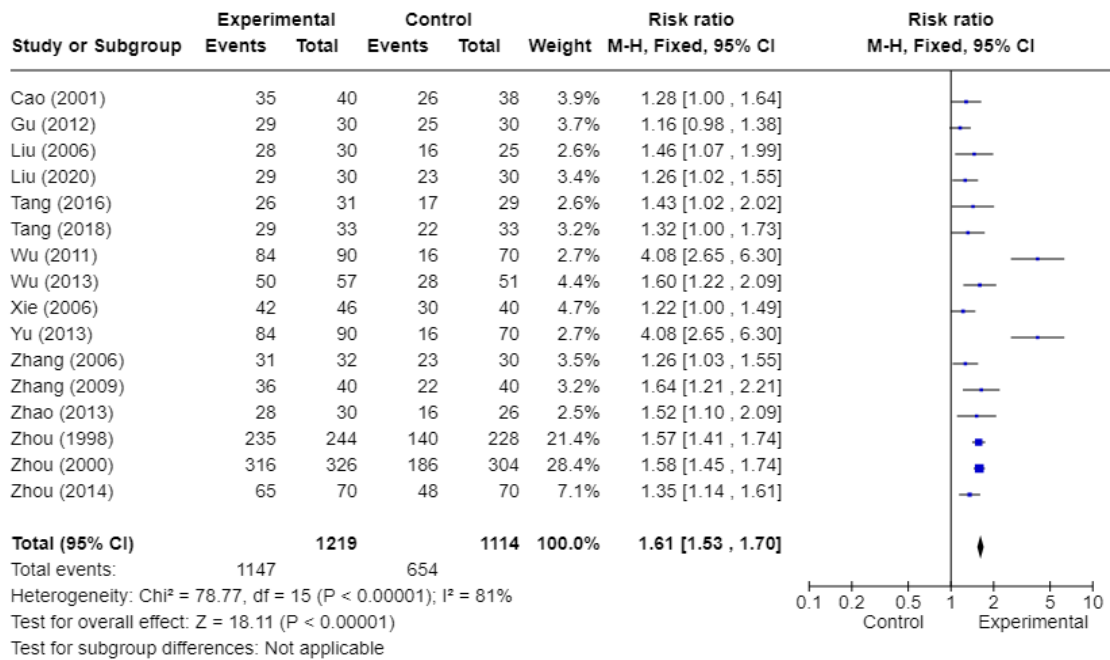 Experimental Control Risk ratio Risk ratio
Study or Subgroup Events Total Events Total Weight M-H, Fixed, 95% CI M-H, Fixed, 95% CI
Cao (2001) 35 40 26 38 3.9% 1.28 [1.00 , 1.64]
Gu (2012) 29 30 25 30 3.7% 1.16 [0.98 , 1.38]
Liu (2006) 28 30 16 25 2.6% 1.46 [1.07 , 1.99]
Liu (2020) 29 30 23 30 3.4% 1.26 [1.02 , 1.55]
Tang (2016) 26 31 17 29 2.6% 1.43 [1.02 , 2.02]
Tang (2018) 29 33 22 33 3.2% 1.32 [1.00 , 1.73]
Wu (2011) 84 90 16 70 2.7% 4.08 [2.65 , 6.30]
Wu (2013) 50 57 28 51 4.4% 1.60 [1.22 , 2.09]
Xie (2006) 42 46 30 40 4.7% 1.22 [1.00 , 1.49]
Yu (2013) 84 90 16 70 2.7% 4.08 [2.65 , 6.30]
Zhang (2006) 31 32 23 30 3.5% 1.26 [1.03 , 1.55]
Zhang (2009) 36 40 22 40 3.2% 1.64 [1.21 , 2.21]
Zhao (2013) 28 30 16 26 2.5% 1.52 [1.10 , 2.09]
Zhou (1998) 235 244 140 228 21.4% 1.57 [1.41 , 1.74]
Zhou (2000) 316 326 186 304 28.4% 1.58 [1.45 , 1.74]
Zhou (2014) 65 70 48 70 7.1% 1.35 [1.14 , 1.61]
Total (95% CI) 1219 1114 100.0% 1.61 [1.53 , 1.70]
Total events: 1147 654
Heterogeneity: Chi² = 78.77, df = 15 (P < 0.00001); I² = 81%
Test for overall effect: Z = 18.11 (P < 0.00001)
Test for subgroup differences: Not applicable
0.1 0.2 0.5 1 2 5 10
Control Experimental